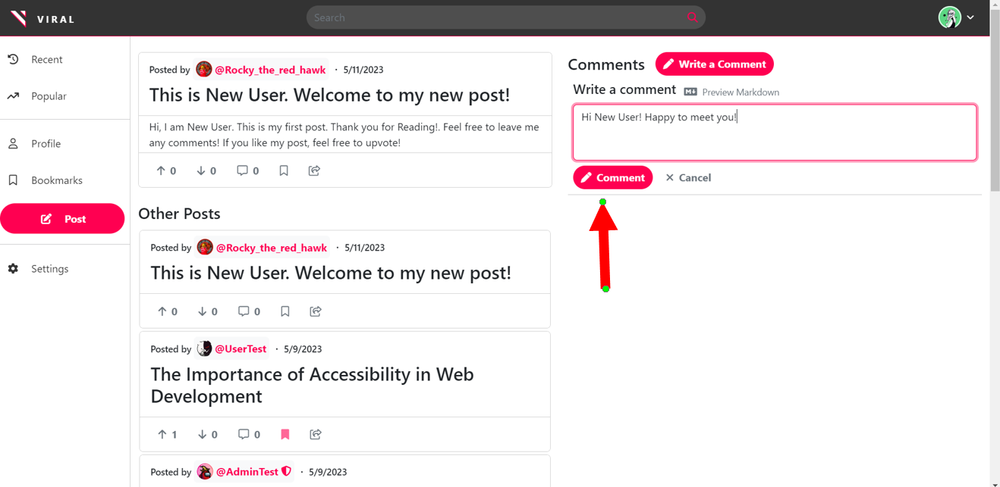 VIRAL
Search
Recent
Popular
Profile
Bookmarks
Post
Settings
Posted by @Rocky_the_red_hawk · 5/11/2023
This is New User. Welcome to my new post!
Hi, I am New User. This is my first post. Thank you for Reading!. Feel free to leave me
any comments! If you like my post, feel free to upvote!
0 0 0
Other Posts
Posted by @Rocky_the_red_hawk · 5/11/2023
This is New User. Welcome to my new post!
0 0 0
Posted by @UserTest · 5/9/2023
The Importance of Accessibility in Web
Development
1 0 0
Posted by @AdminTest · 5/9/2023
Comments Write a Comment
Write a comment Preview Markdown
Hi New User! Happy to meet you!
Comment Cancel